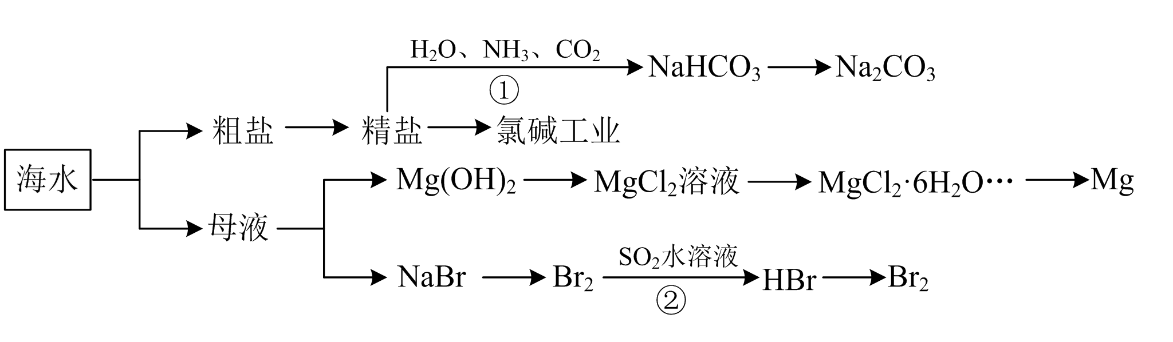 H₂O、NH₃、CO₂
① NaHCO₃ Na₂CO₃
粗盐 精盐 氯碱工业
海水
Mg(OH)₂ MgCl₂溶液 MgCl₂·6H₂O··· Mg
母液
SO₂水溶液
NaBr Br₂ ② HBr Br₂